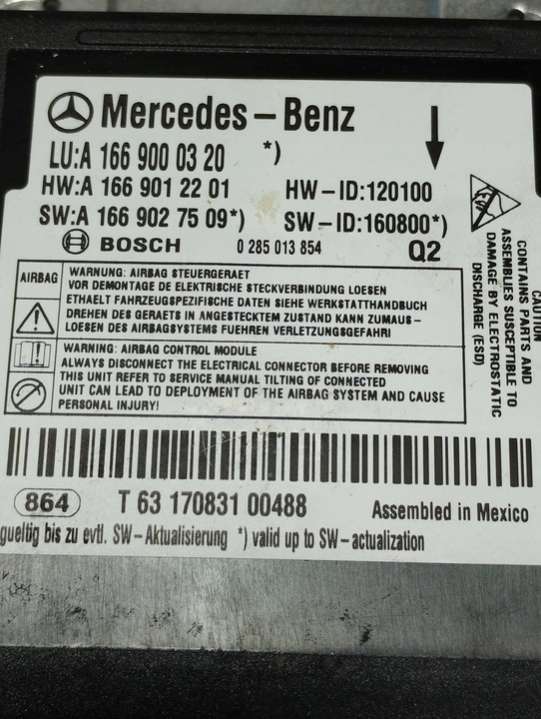 Mercedes-Benz
LU:A 166 900 03 20 *)
HW:A 166 901 22 01 HW-ID:120100
SW:A 166 902 75 09*) SW-ID:160800*)
BOSCH 0 285 013 854 Q2
AIRBAG
WARNUNG: AIRBAG STEUERGERAET
VOR DEMONTAGE DE ELEKTRISCHE STECKVERBINDUNG LOESEN
ETHAELT FAHRZEUGSPEZIFISCHE DATEN SIEHE WERKSTATTHANDBUCH
DREHEN DES GERAETS IN ANGESTECKTEM ZUSTAND KANN ZUMAUS-
LOESEN DES AIRBAGSYSTEMS FUEHREN VERLETZUNGSGEFAHR!
WARNING: AIRBAG CONTROL MODULE
ALWAYS DISCONNECT THE ELECTRICAL CONNECTOR BEFORE REMOVING
THIS UNIT REFER TO SERVICE MANUAL TILTING OF CONNECTED
UNIT CAN LEAD TO DEPLOYMENT OF THE AIRBAG SYSTEM AND CAUSE
PERSONAL INJURY!
CAUTION
CONTAINS PARTS AND
ASSEMBLIES SUSCEPTIBLE TO
DAMAGE BY ELECTROSTATIC
DISCHARGE (ESD)
864 T 63 170831 00488 Assembled in Mexico
gueltig bis zu evtl. SW-Aktualisierung *) valid up to SW-actualization